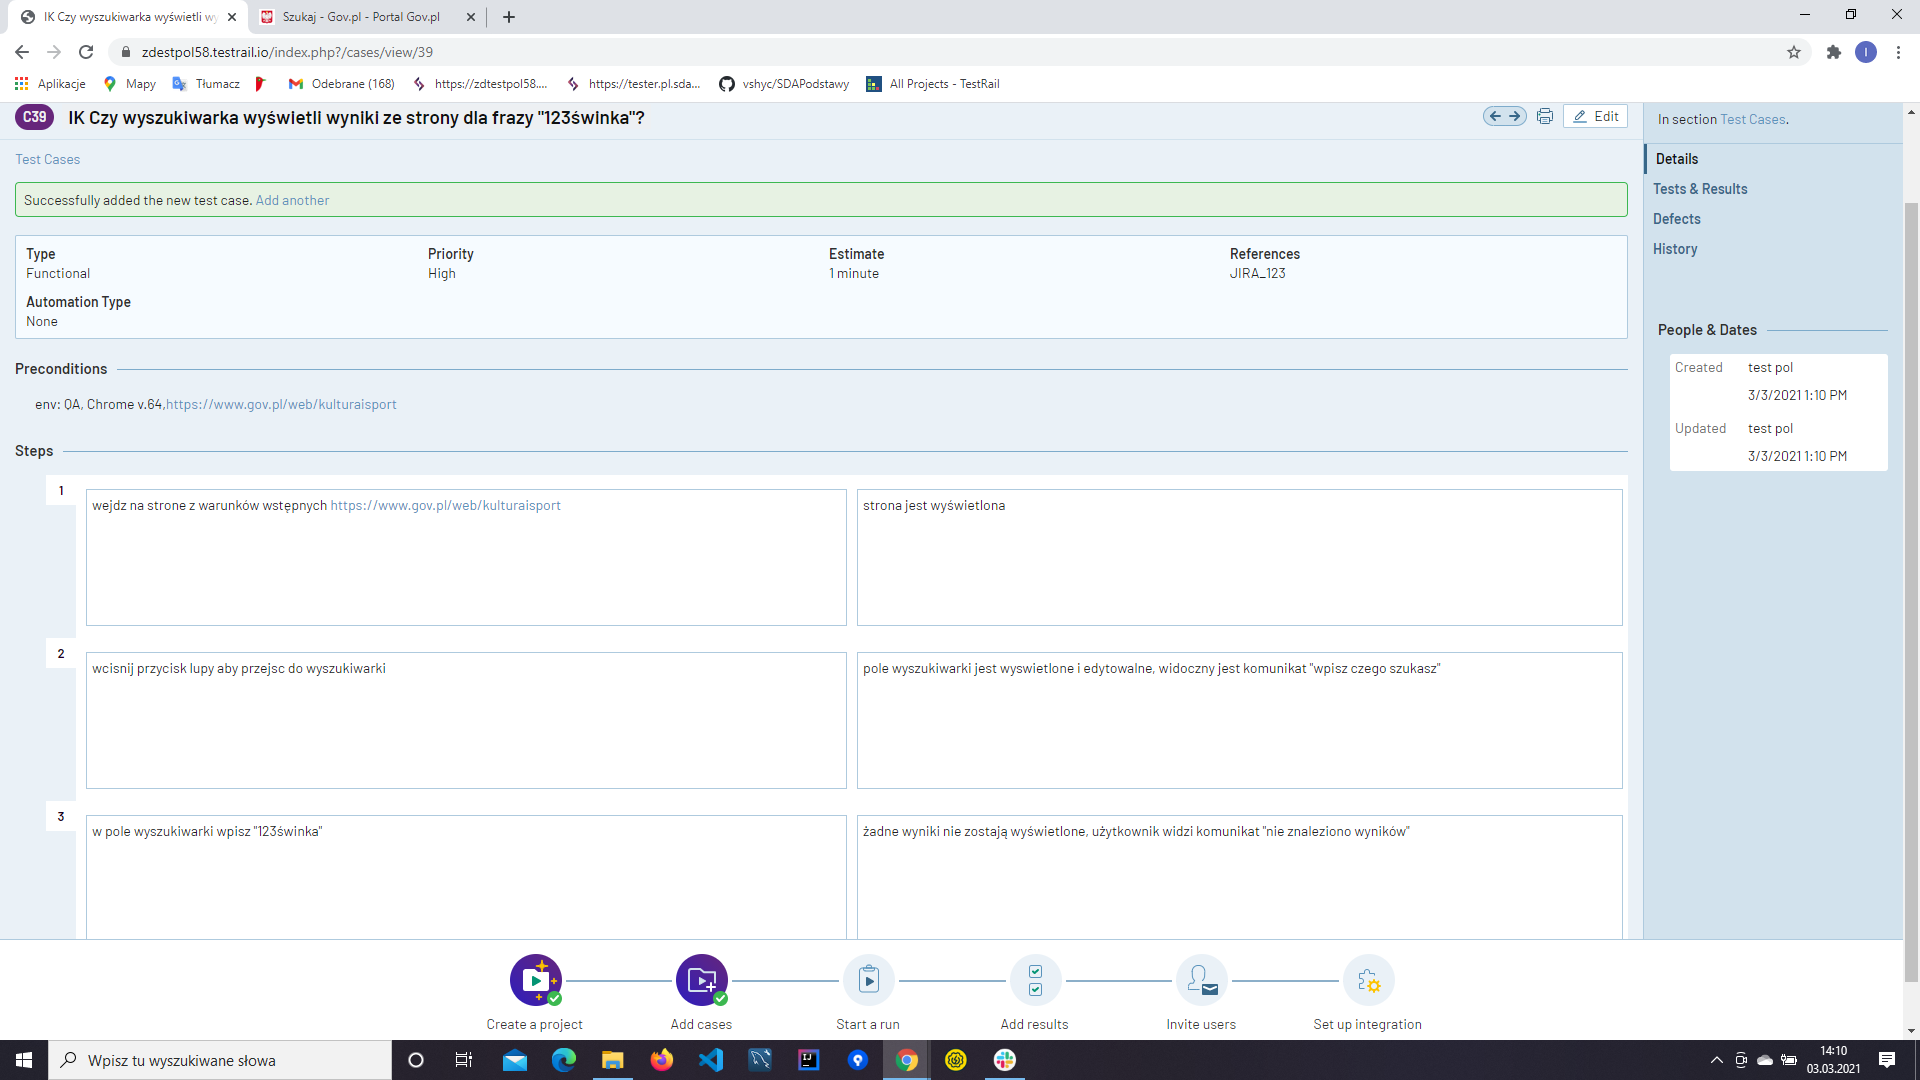 IK Czy wyszukiwarka wyświetli wy
Szukaj - Gov.pl - Portal Gov.pl
zdestpol58.testrail.io/index.php?/cases/view/39
I
Aplikacje
Mapy
Tłumacz
Odebrane (168)
https://zdtestpol58....
https://tester.pl.sda...
vshyc/SDAPodstawy
All Projects - TestRail
C39
IK Czy wyszukiwarka wyświetli wyniki ze strony dla frazy "123świnka"?
Edit
In section Test Cases.
Test Cases
Details
Tests & Results
Defects
History
Successfully added the new test case. Add another
Type
Functional
Priority
High
Estimate
1 minute
References
JIRA_123
Automation Type
None
People & Dates
Created test pol
3/3/2021 1:10 PM
Updated test pol
3/3/2021 1:10 PM
Preconditions
env: QA, Chrome v.64,https://www.gov.pl/web/kulturaisport
Steps
1
wejdz na strone z warunków wstępnych https://www.gov.pl/web/kulturaisport
strona jest wyświetlona
2
wcisnij przycisk lupy aby przejsc do wyszukiwarki
pole wyszukiwarki jest wyswietlone i edytowalne, widoczny jest komunikat "wpisz czego szukasz"
3
w pole wyszukiwarki wpisz "123świnka"
żadne wyniki nie zostają wyświetlone, użytkownik widzi komunikat "nie znaleziono wyników"
Create a project
Add cases
Start a run
Add results
Invite users
Set up integration
Wpisz tu wyszukiwane słowa
14:10
03.03.2021